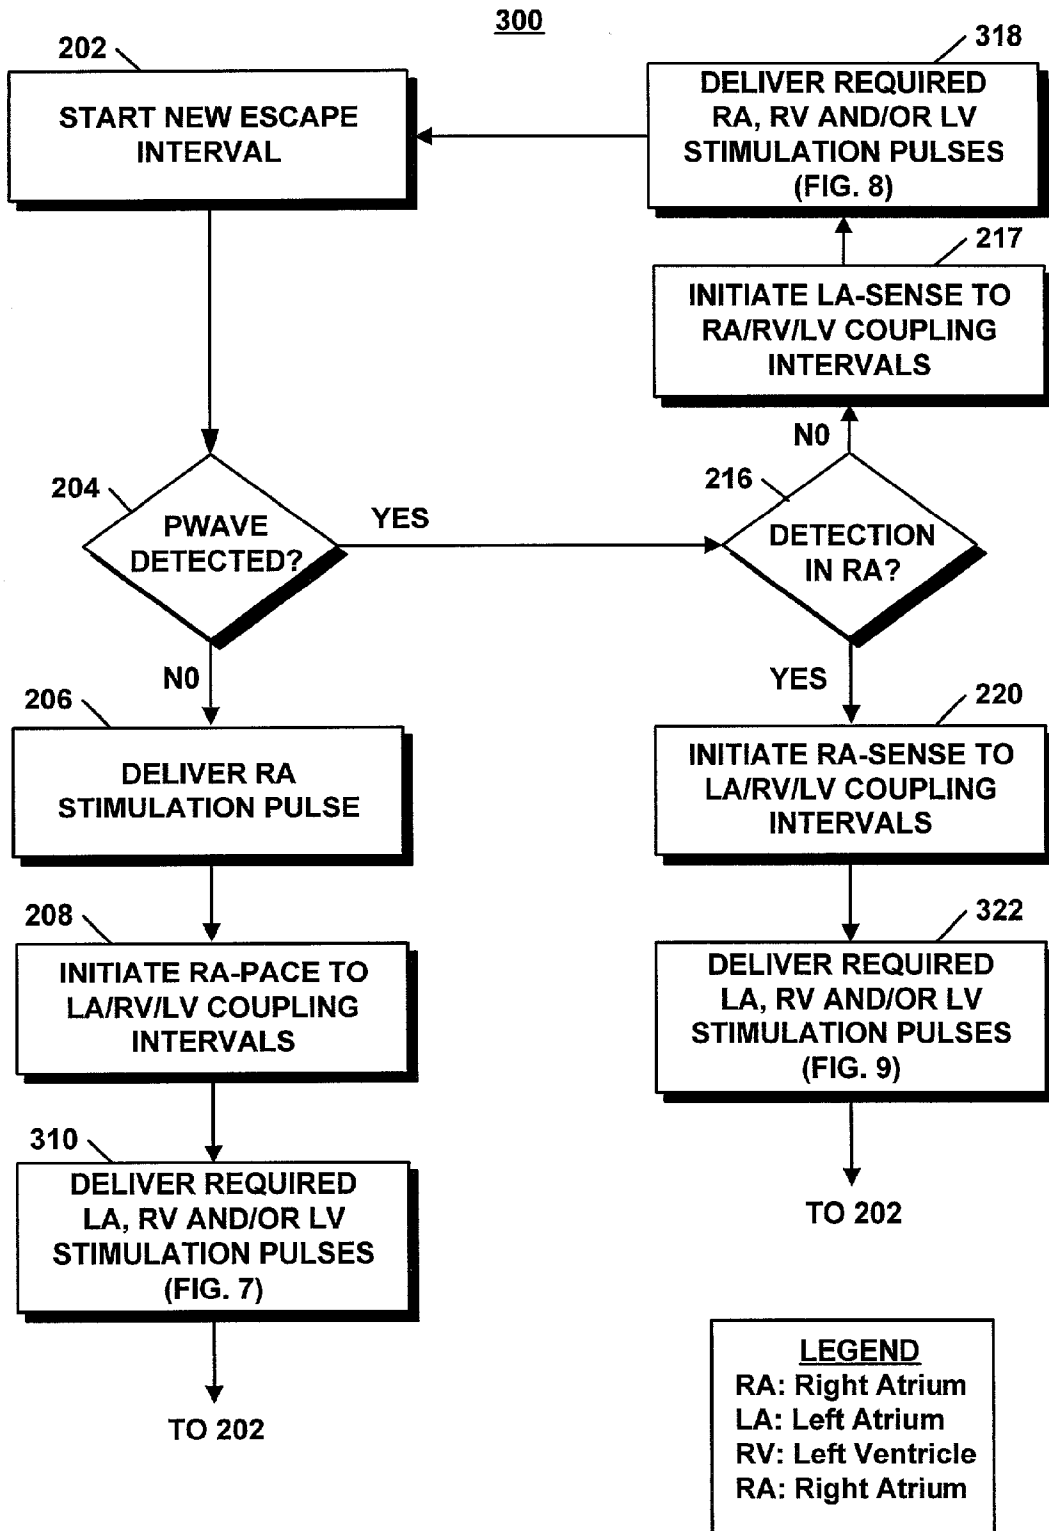 300
202
START NEW ESCAPE
INTERVAL
318
DELIVER REQUIRED
RA, RV AND/OR LV
STIMULATION PULSES
(FIG. 8)
217
INITIATE LA-SENSE TO
RA/RV/LV COUPLING
INTERVALS
N0
204
PWAVE
DETECTED?
YES
216
DETECTION
IN RA?
N0
YES
206
DELIVER RA
STIMULATION PULSE
220
INITIATE RA-SENSE TO
LA/RV/LV COUPLING
INTERVALS
208
INITIATE RA-PACE TO
LA/RV/LV COUPLING
INTERVALS
322
DELIVER REQUIRED
LA, RV AND/OR LV
STIMULATION PULSES
(FIG. 9)
310
DELIVER REQUIRED
LA, RV AND/OR LV
STIMULATION PULSES
(FIG. 7)
TO 202
TO 202
LEGEND
RA: Right Atrium
LA: Left Atrium
RV: Left Ventricle
RA: Right Atrium